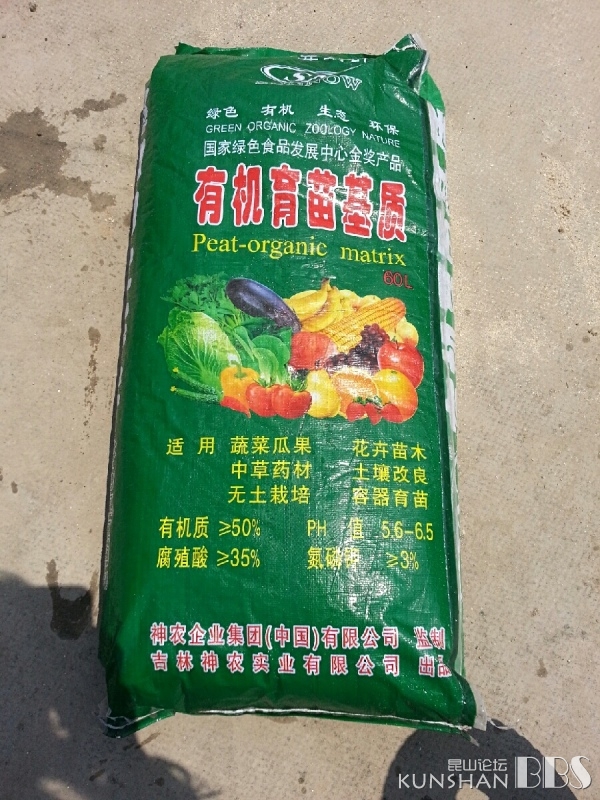 SNOW
绿色 有机 生态 环保
GREEN ORGANIC ZOOLOGY NATURE
国家绿色食品发展中心金奖产品
有机育苗基质
Peat-organic matrix
60L
适用 蔬菜瓜果 花卉苗木
中草药材 土壤改良
无土栽培 容器育苗
有机质 ≥50% PH 值 5.6-6.5
腐殖酸 ≥35% 氮磷钾 ≥3%
神农企业集团(中国)有限公司 监制
吉林神农实业有限公司 出品
昆山论坛
KUNSHAN BBS